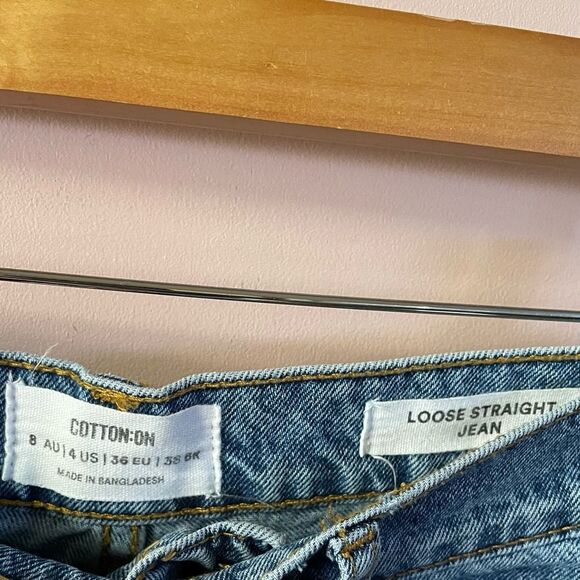 COTTON:ON
8 AU | 4 US | 36 EU | 38 BR
MADE IN BANGLADESH
LOOSE STRAIGHT
JEAN